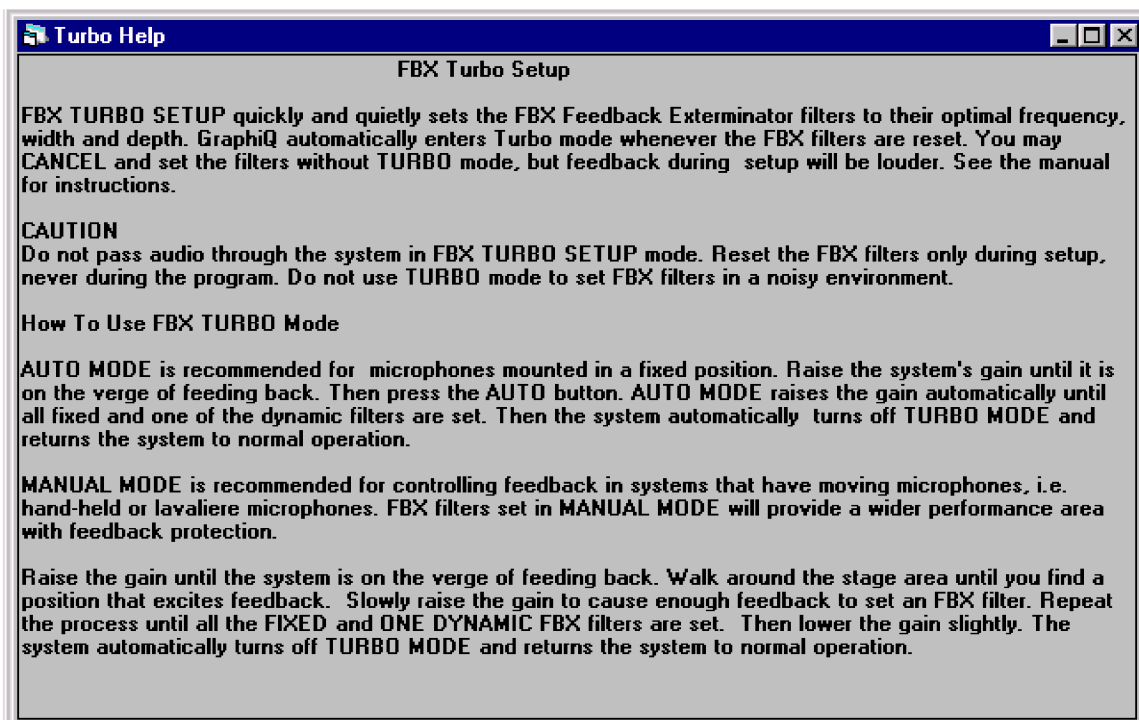 Turbo Help
FBX Turbo Setup
FBX TURBO SETUP quickly and quietly sets the FBX Feedback Exterminator filters to their optimal frequency,
width and depth. GraphiQ automatically enters Turbo mode whenever the FBX filters are reset. You may
CANCEL and set the filters without TURBO mode, but feedback during  setup will be louder. See the manual
for instructions.
CAUTION
Do not pass audio through the system in FBX TURBO SETUP mode. Reset the FBX filters only during setup,
never during the program. Do not use TURBO mode to set FBX filters in a noisy environment.
How To Use FBX TURBO Mode
AUTO MODE is recommended for  microphones mounted in a fixed position. Raise the system's gain until it is
on the verge of feeding back. Then press the AUTO button. AUTO MODE raises the gain automatically until
all fixed and one of the dynamic filters are set. Then the system automatically  turns off TURBO MODE and
returns the system to normal operation.
MANUAL MODE is recommended for controlling feedback in systems that have moving microphones, i.e.
hand-held or lavaliere microphones. FBX filters set in MANUAL MODE will provide a wider performance area
with feedback protection.
Raise the gain until the system is on the verge of feeding back. Walk around the stage area until you find a
position that excites feedback.  Slowly raise the gain to cause enough feedback to set an FBX filter. Repeat
the process until all the FIXED and ONE DYNAMIC FBX filters are set.  Then lower the gain slightly. The
system automatically turns off TURBO MODE and returns the system to normal operation.